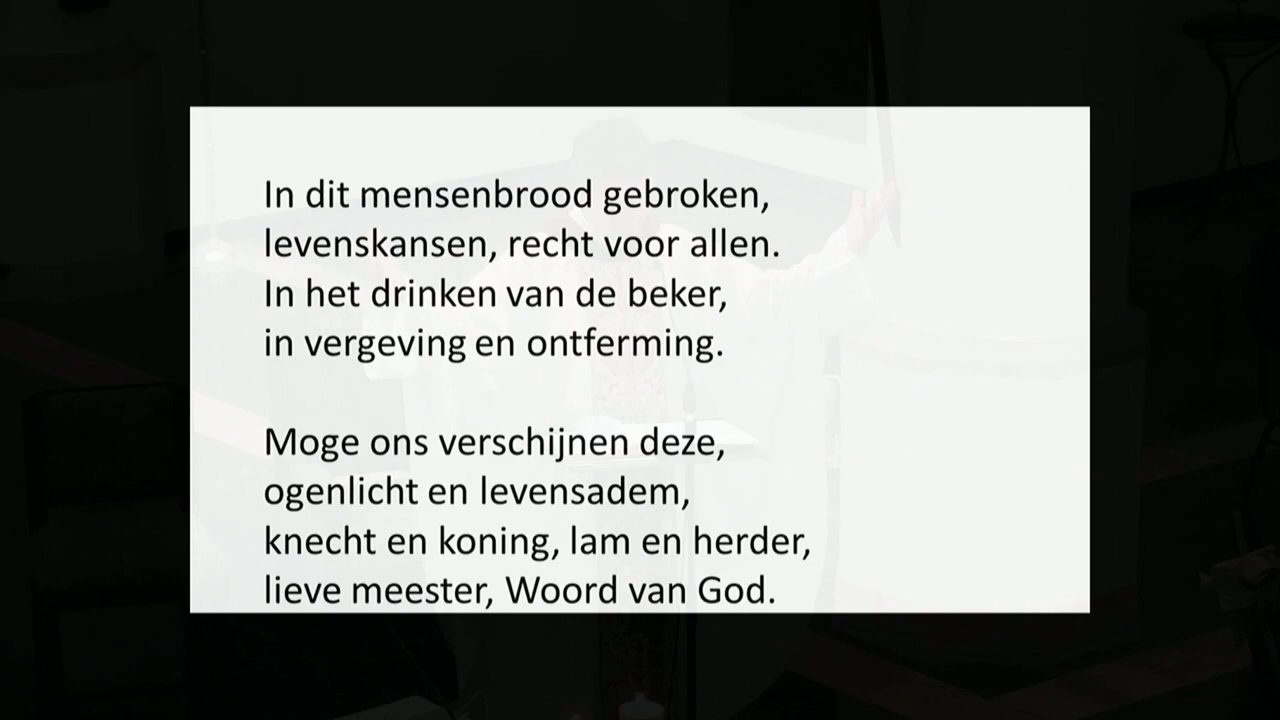 In dit mensenbrood gebroken,
levenskansen, recht voor allen.
In het drinken van de beker,
in vergeving en ontferming.
Moge ons verschijnen deze,
ogenlicht en levensadem,
knecht en koning, lam en herder,
lieve meester, Woord van God.